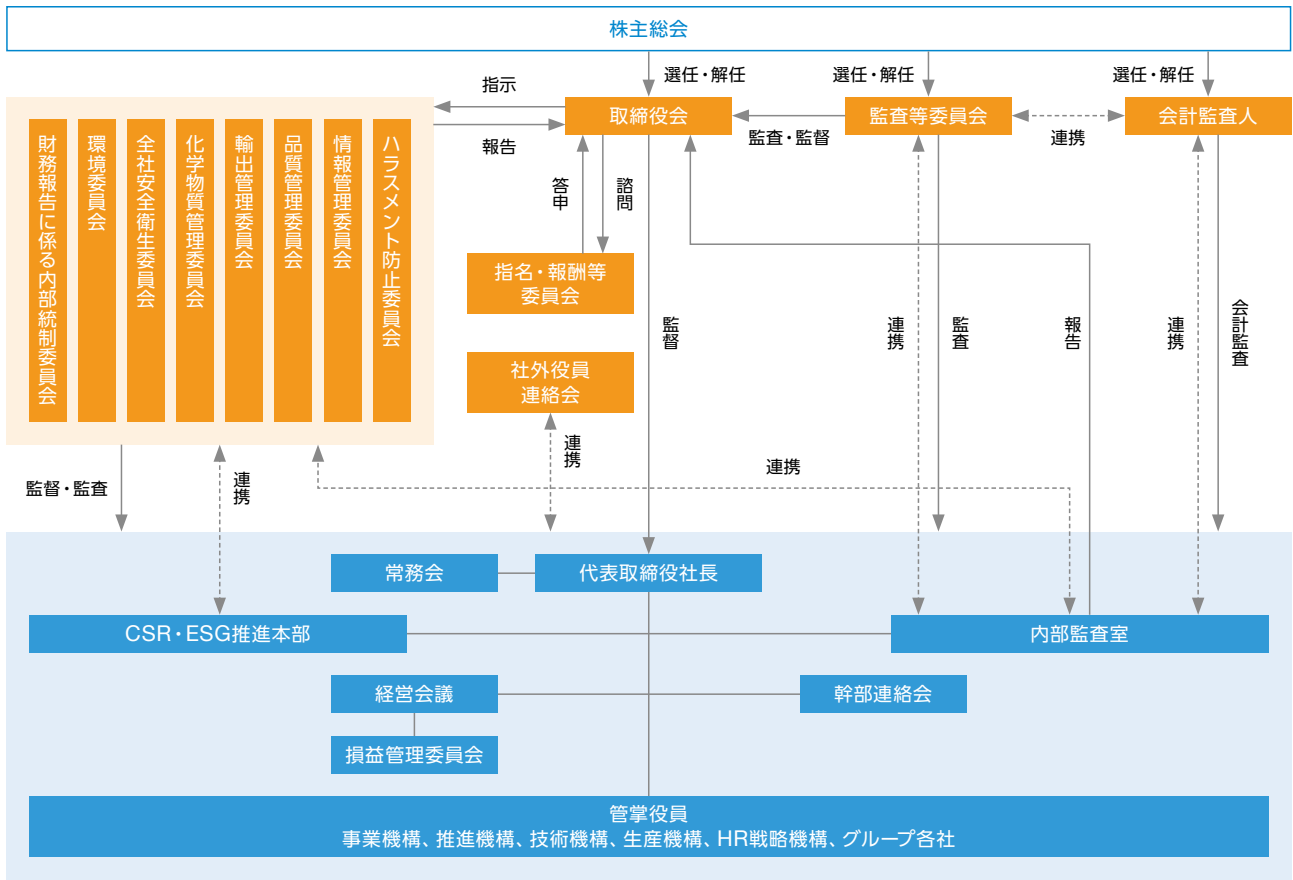 株主総会
選任・解任
選任・解任
選任・解任
指示
取締役会
監査等委員会
会計監査人
報告
監査・監督
連携
財務報告に係る内部統制委員会
環境委員会
全社安全衛生委員会
化学物質管理委員会
輸出管理委員会
品質管理委員会
情報管理委員会
ハラスメント防止委員会
答申
諮問
指名・報酬等
委員会
社外役員
連絡会
監督
連携
監査
報告
連携
会計監査
監督・監査
連携
連携
連携
常務会
代表取締役社長
CSR・ESG推進本部
内部監査室
経営会議
幹部連絡会
損益管理委員会
管掌役員
事業機構、推進機構、技術機構、生産機構、HR戦略機構、グループ各社